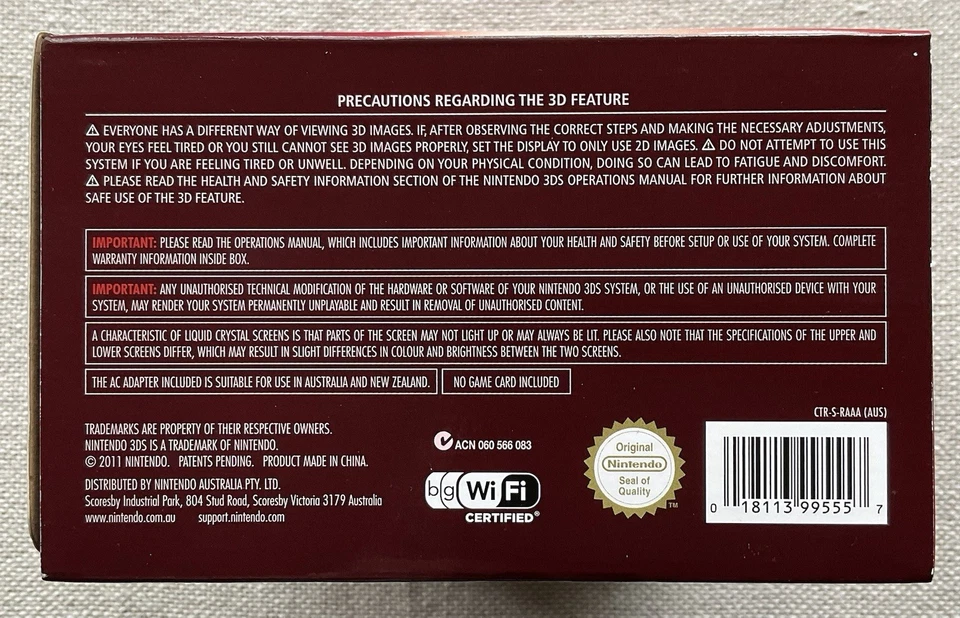 PRECAUTIONS REGARDING THE 3D FEATURE
⚠ EVERYONE HAS A DIFFERENT WAY OF VIEWING 3D IMAGES. IF, AFTER OBSERVING THE CORRECT STEPS AND MAKING THE NECESSARY ADJUSTMENTS,
YOUR EYES FEEL TIRED OR YOU STILL CANNOT SEE 3D IMAGES PROPERLY, SET THE DISPLAY TO ONLY USE 2D IMAGES. ⚠ DO NOT ATTEMPT TO USE THIS
SYSTEM IF YOU ARE FEELING TIRED OR UNWELL. DEPENDING ON YOUR PHYSICAL CONDITION, DOING SO CAN LEAD TO FATIGUE AND DISCOMFORT.
⚠ PLEASE READ THE HEALTH AND SAFETY INFORMATION SECTION OF THE NINTENDO 3DS OPERATIONS MANUAL FOR FURTHER INFORMATION ABOUT
SAFE USE OF THE 3D FEATURE.
IMPORTANT: PLEASE READ THE OPERATIONS MANUAL, WHICH INCLUDES IMPORTANT INFORMATION ABOUT YOUR HEALTH AND SAFETY BEFORE SETUP OR USE OF YOUR SYSTEM. COMPLETE
WARRANTY INFORMATION INSIDE BOX.
IMPORTANT: ANY UNAUTHORISED TECHNICAL MODIFICATION OF THE HARDWARE OR SOFTWARE OF YOUR NINTENDO 3DS SYSTEM, OR THE USE OF AN UNAUTHORISED DEVICE WITH YOUR
SYSTEM, MAY RENDER YOUR SYSTEM PERMANENTLY UNPLAYABLE AND RESULT IN REMOVAL OF UNAUTHORISED CONTENT.
A CHARACTERISTIC OF LIQUID CRYSTAL SCREENS IS THAT PARTS OF THE SCREEN MAY NOT LIGHT UP OR MAY ALWAYS BE LIT. PLEASE ALSO NOTE THAT THE SPECIFICATIONS OF THE UPPER AND
LOWER SCREENS DIFFER, WHICH MAY RESULT IN SLIGHT DIFFERENCES IN COLOUR AND BRIGHTNESS BETWEEN THE TWO SCREENS.
THE AC ADAPTER INCLUDED IS SUITABLE FOR USE IN AUSTRALIA AND NEW ZEALAND.
NO GAME CARD INCLUDED
TRADEMARKS ARE PROPERTY OF THEIR RESPECTIVE OWNERS.
NINTENDO 3DS IS A TRADEMARK OF NINTENDO.
© 2011 NINTENDO. PATENTS PENDING. PRODUCT MADE IN CHINA.
DISTRIBUTED BY NINTENDO AUSTRALIA PTY. LTD.
Scoresby Industrial Park, 804 Stud Road, Scoresby Victoria 3179 Australia
www.nintendo.com.au support.nintendo.com
ACN 060 566 083
b g Wi Fi
CERTIFIED®
Original
Nintendo
Seal of
Quality
TM
CTR-S-RAAA (AUS)
0 18113 99555 7